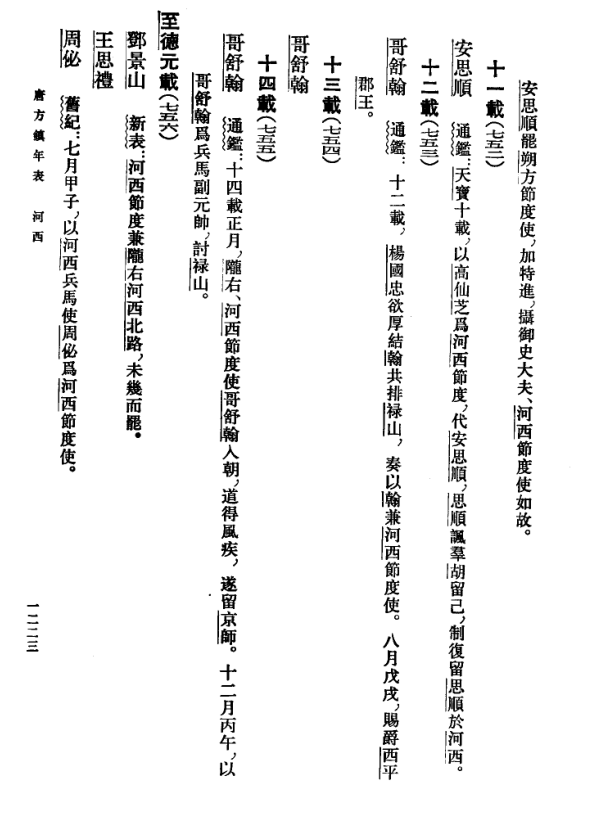 安思順罷朔方節度使,加特進,攝御史大夫、河西節度使如故。
十一載(七五二)
安思順 通鑑:天寶十載,以高仙芝爲河西節度,代安思順,思順諷羣胡留己,制復留思順於河西。
十二載(七五三)
哥舒翰 通鑑:十二載,楊國忠欲厚結翰共排禄山,奏以翰兼河西節度使。八月戊戌,賜爵西平
郡王。
十三載(七五四)
哥舒翰
十四載(七五五)
哥舒翰 通鑑:十四載正月,隴右、河西節度使哥舒翰入朝,道得風疾,遂留京師。十二月丙午,以
哥舒翰爲兵馬副元帥,討禄山。
至德元載(七五六)
鄧景山 新表:河西節度兼隴右河西北路,未幾而罷。
王思禮
周佖 舊紀:七月甲子,以河西兵馬使周佖爲河西節度使。
唐方鎮年表 河西
一二二三